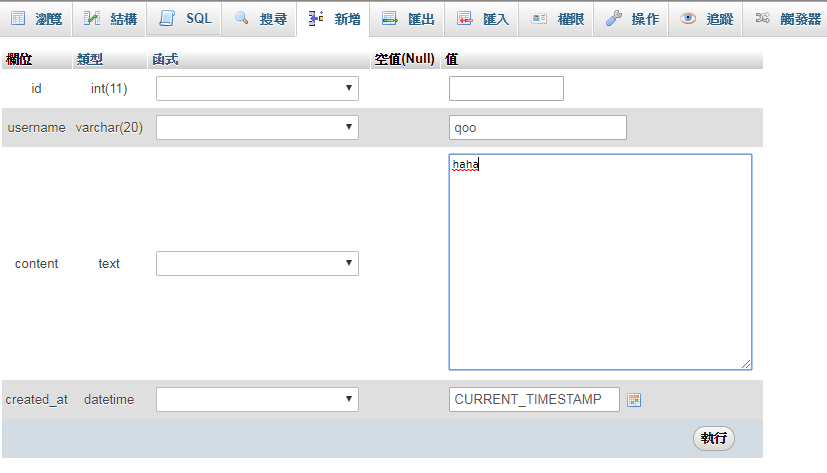 瀏覽 結構 SQL 搜尋 新增 匯出 匯入 權限 操作 追蹤 觸發器
欄位 類型 函式 空值(Null) 值
id int(11)
username varchar(20) qoo
content text haha
created_at datetime CURRENT_TIMESTAMP
執行